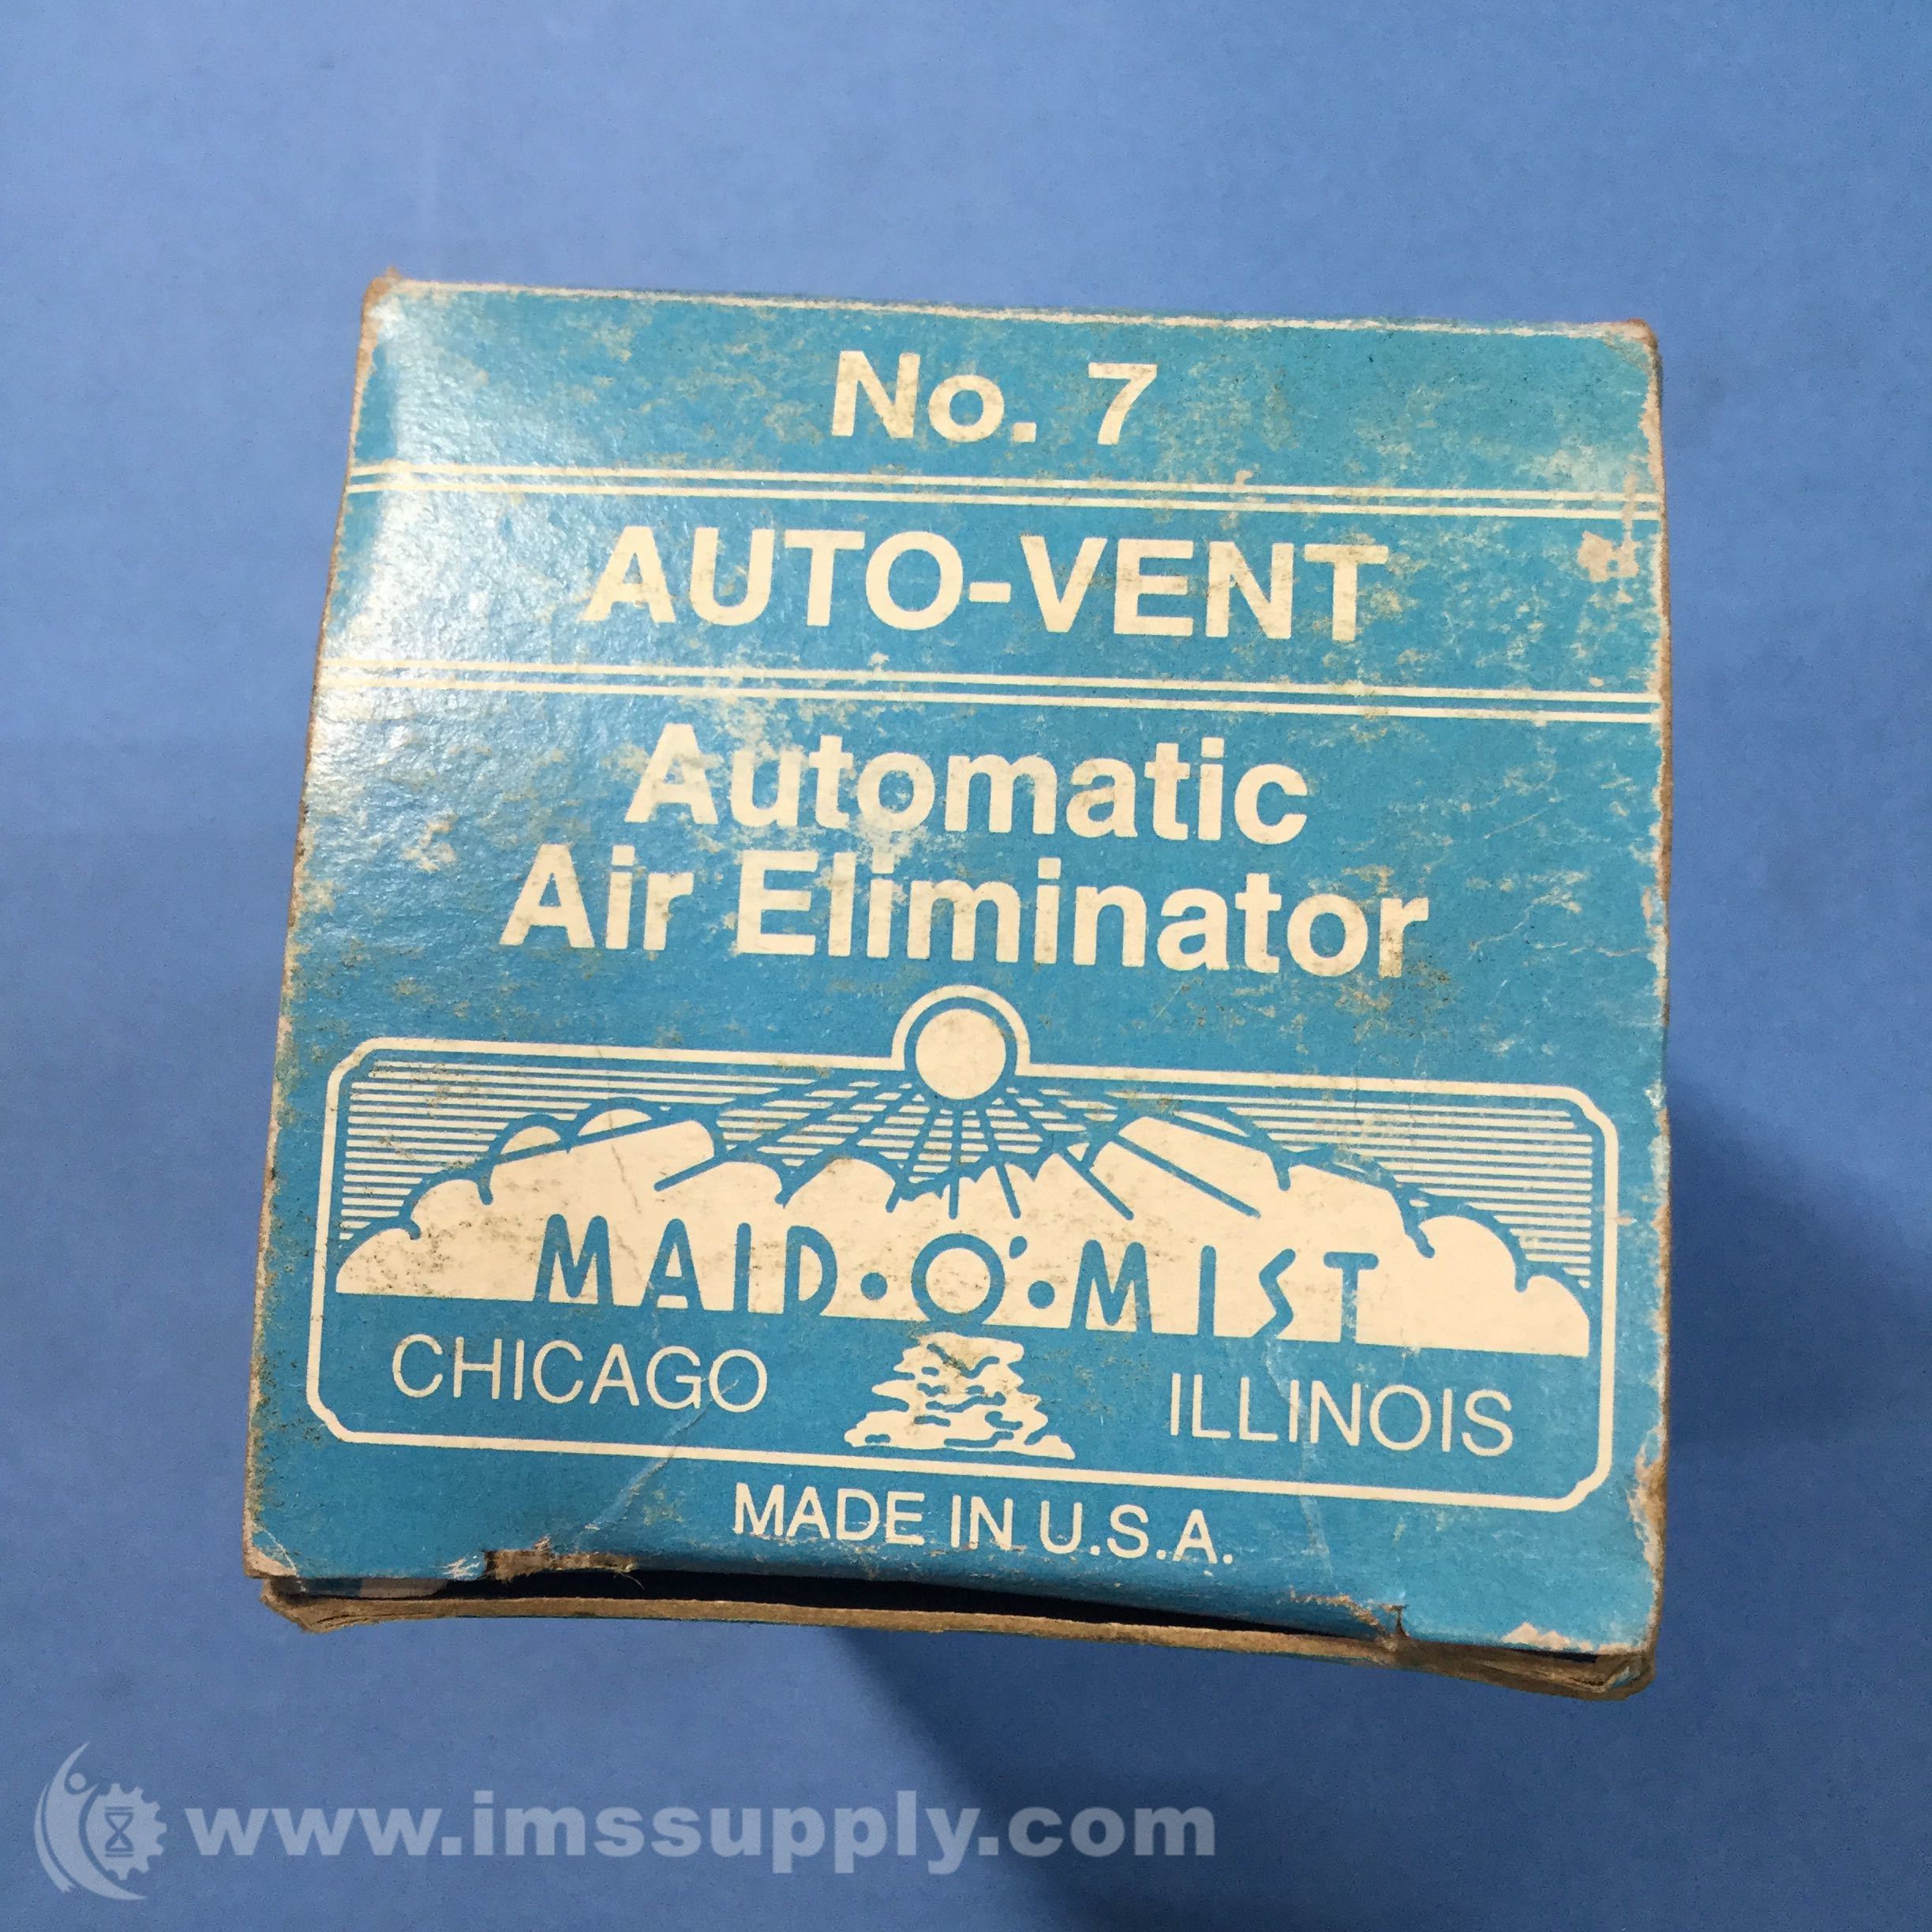 No. 7
AUTO-VENT
Automatic
Air Eliminator
MAID·O'·MIST
CHICAGO ILLINOIS
MADE IN U.S.A.
www.imssupply.com